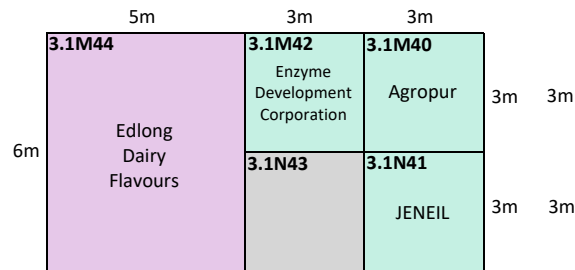 5m 3m 3m
3.1M44 3.1M42 3.1M40
Enzyme
Development
Corporation
Agropur
3m 3m
Edlong
Dairy
Flavours
6m
3.1N43 3.1N41
JENEIL
3m 3m